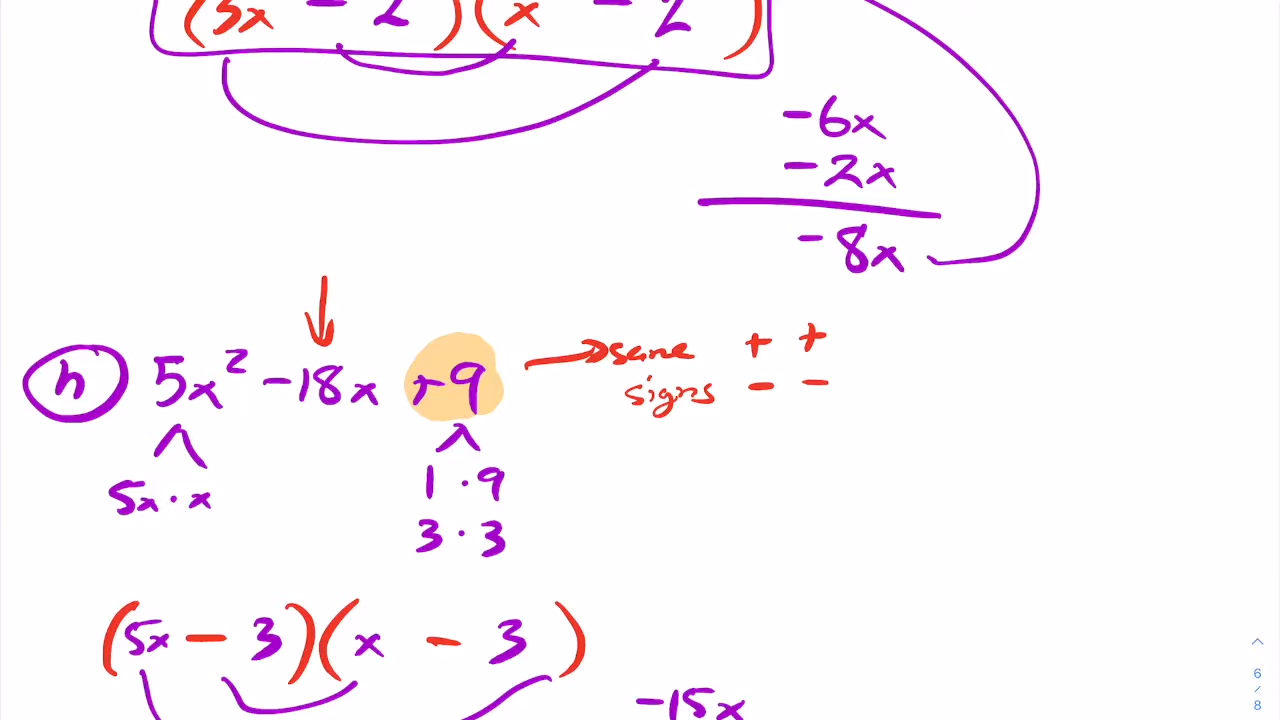 (3x - 2)(x - 2)
-6x
-2x
-8x
h 5x² -18x +9 → same + +
signs - -
5x · x
1 · 9
3 · 3
(5x - 3)(x - 3)
-15x
6 / 8